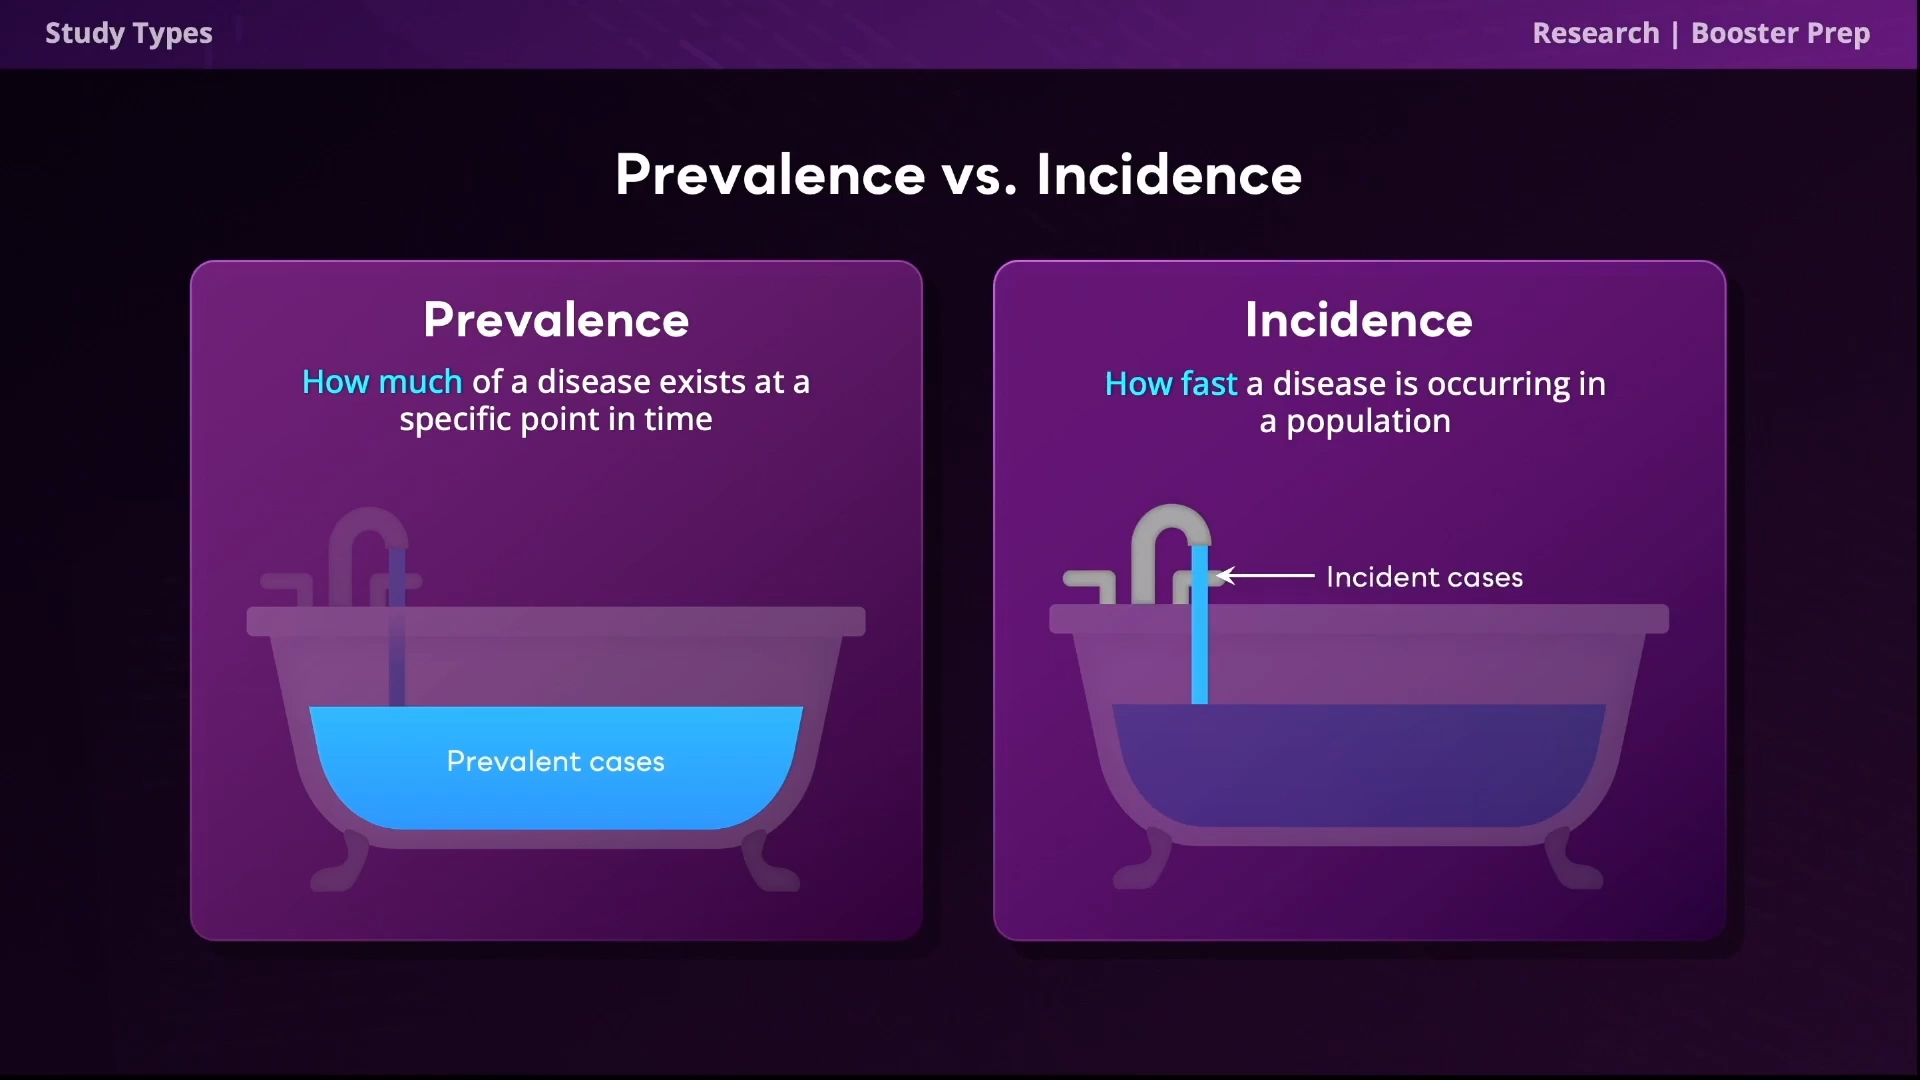 Study Types
Research | Booster Prep
Prevalence vs. Incidence
Prevalence
How much of a disease exists at a
specific point in time
Prevalent cases
Incidence
How fast a disease is occurring in
a population
Incident cases